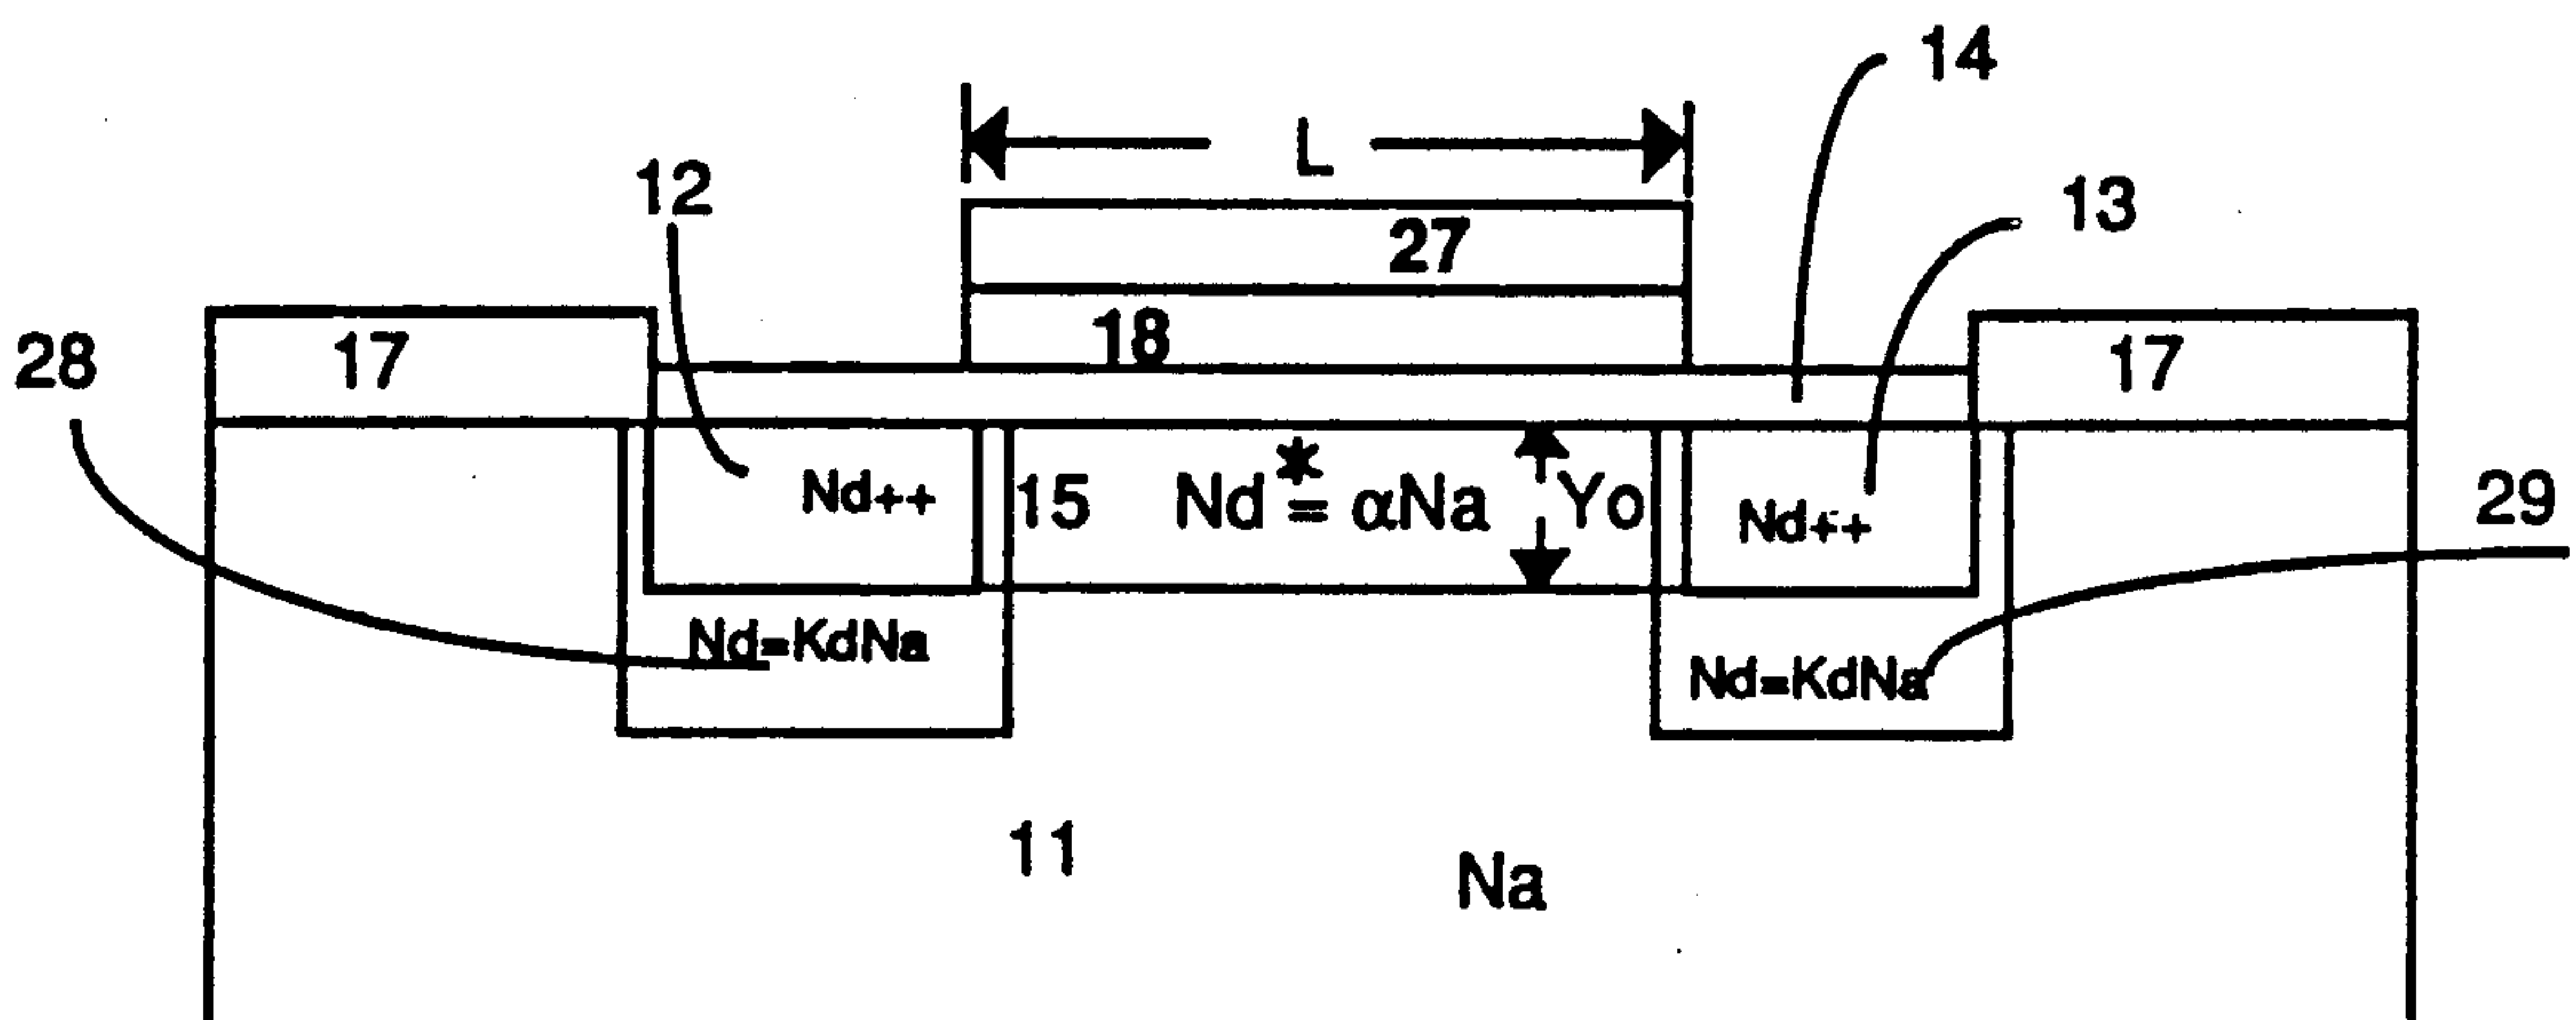 14
L
12
13
27
18
28
17
17
Nd++
15
Nd*= αNa
Yo
Nd++
29
Nd=KdNa
Nd=KdNa
11
Na